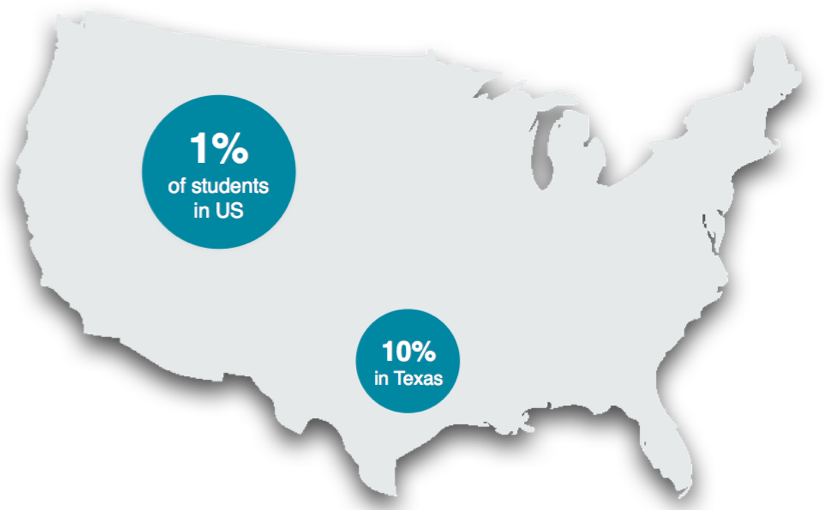 1%
of students
in US
10%
in Texas